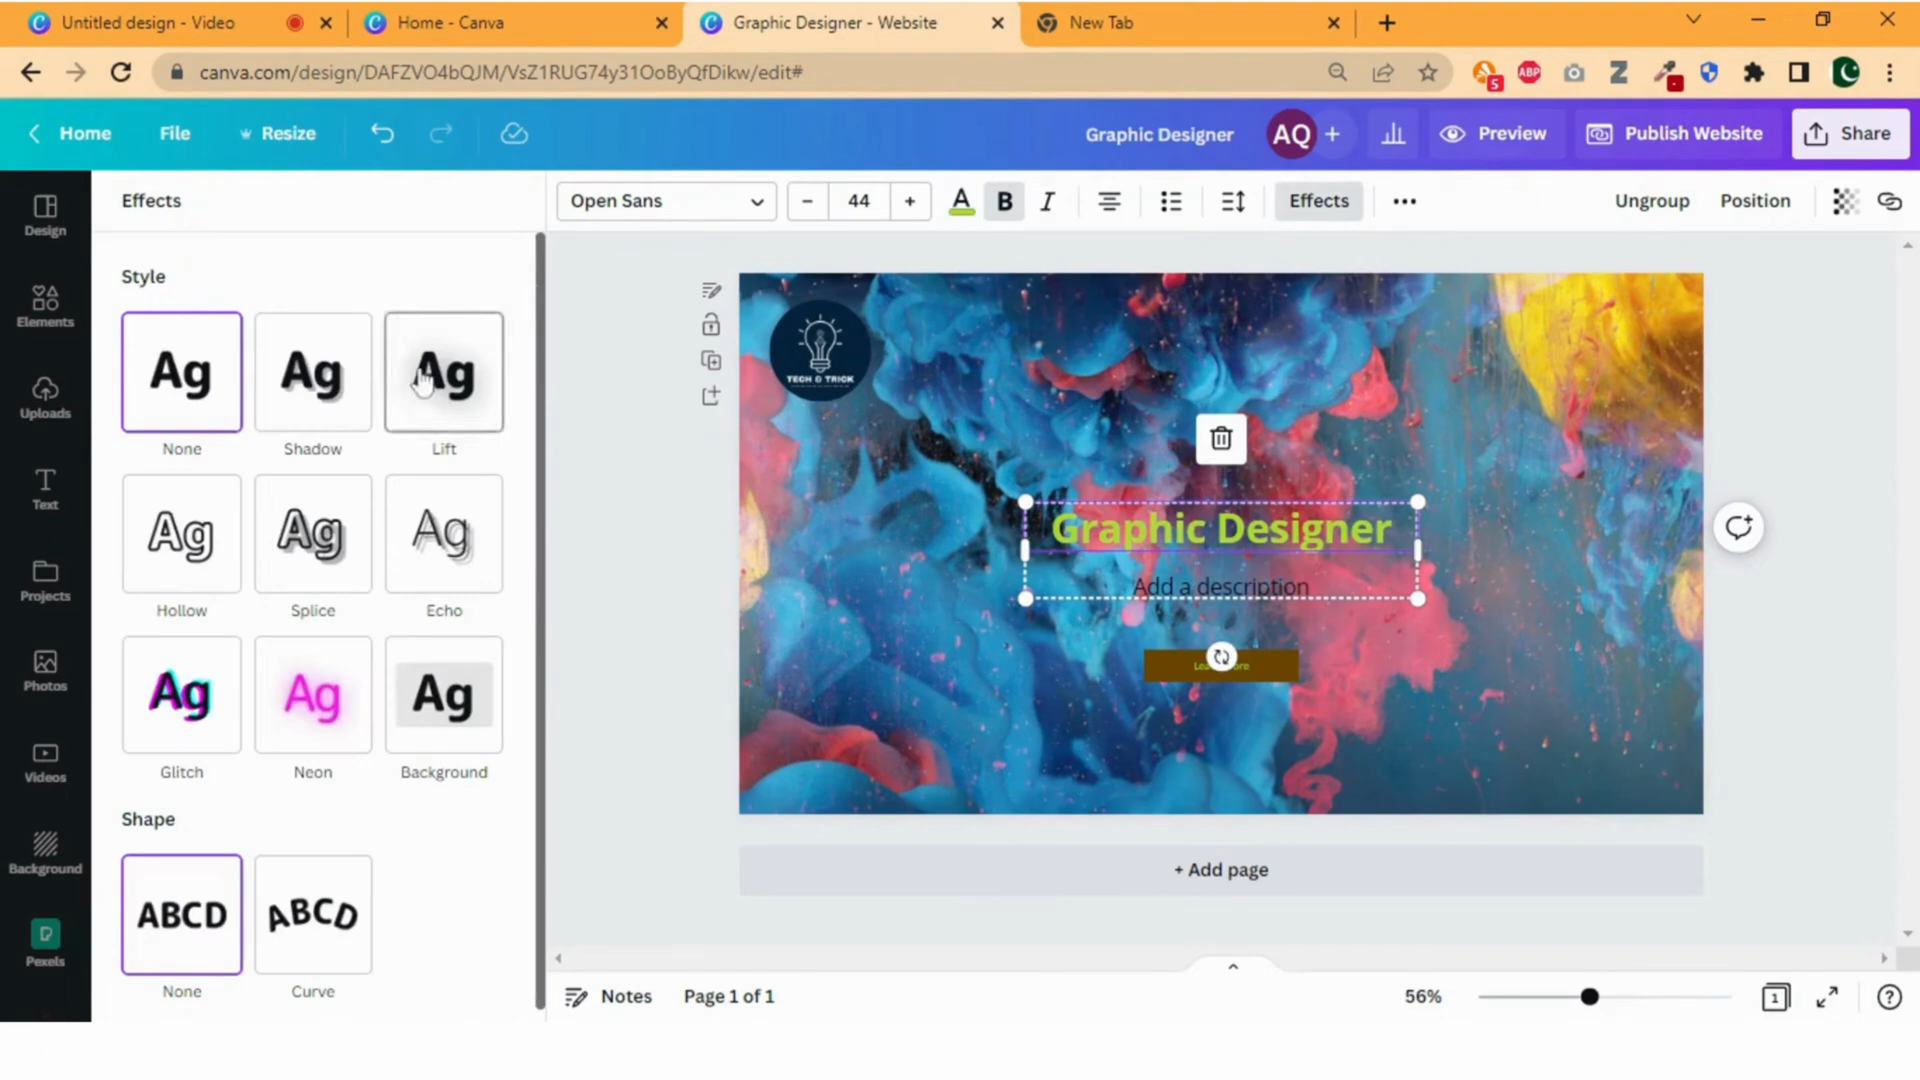 Untitled design - Video
Home - Canva
Graphic Designer - Website
New Tab
canva.com/design/DAFZVO4bQJM/VsZ1RUG74y31OoByQfDikw/edit#
5
ABP
Z
Home
File
Resize
Graphic Designer
AQ
+
Preview
Publish Website
Share
Design
Elements
Uploads
Text
Projects
Photos
Videos
Background
Pexels
Effects
Style
Ag
Ag
Ag
None
Shadow
Lift
Ag
Ag
Ag
Hollow
Splice
Echo
Ag
Ag
Ag
Glitch
Neon
Background
Shape
ABCD
ABCD
None
Curve
Open Sans
− 44 +
A
B
I
Effects
Ungroup
Position
TECH & TRICK
Graphic Designer
Add a description
+ Add page
Notes
Page 1 of 1
56%
1
?